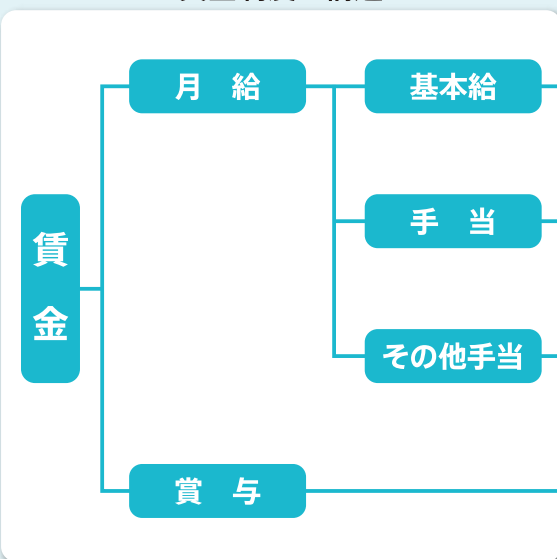 賃金
月　給
基本給
手　当
その他手当
賞　与